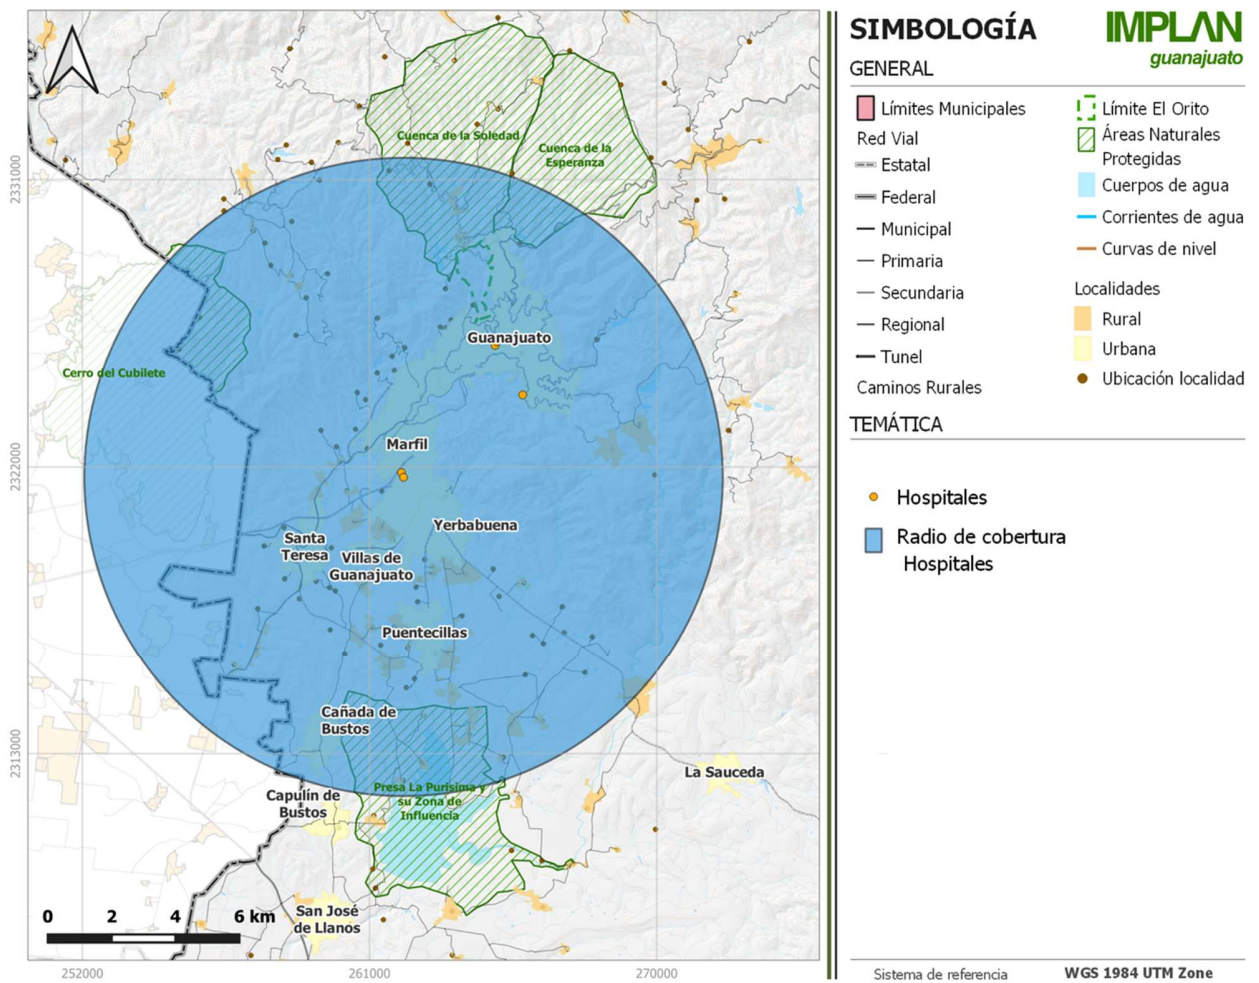 Cuenca de la Soledad
Cuenca de la
Esperanza
Cerro del Cubilete
Guanajuato
Marfil
Yerbabuena
Santa
Teresa
Villas de
Guanajuato
Puentecillas
Cañada de
Bustos
Presa La Purísima y
su Zona de
Influencia
La Sauceda
Capulín de
Bustos
San José
de Llanos
2331000
2322000
2313000
0 2 4 6 km
252000 261000 270000
SIMBOLOGÍA
IMPLAN
guanajuato
GENERAL
Límites Municipales
Red Vial
Estatal
Federal
Municipal
Primaria
Secundaria
Regional
Tunel
Caminos Rurales
Límite El Orito
Áreas Naturales
Protegidas
Cuerpos de agua
Corrientes de agua
Curvas de nivel
Localidades
Rural
Urbana
Ubicación localidad
TEMÁTICA
Hospitales
Radio de cobertura
Hospitales
Sistema de referencia WGS 1984 UTM Zone